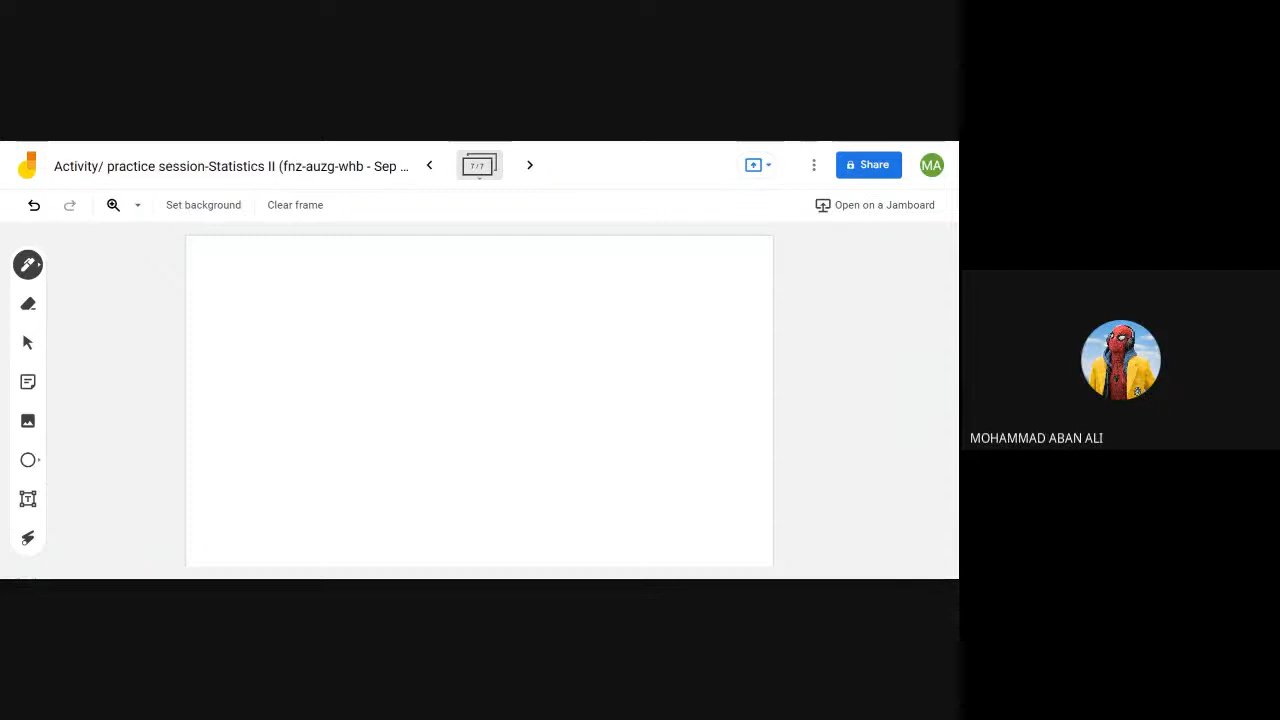 Activity/ practice session-Statistics II (fnz-auzg-whb - Sep ...
7 / 7
Share
MA
Set background
Clear frame
Open on a Jamboard
MOHAMMAD ABAN ALI